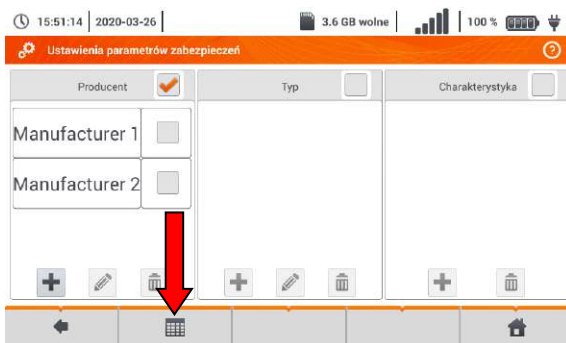 15:51:14 2020-03-26 3.6 GB wolne 100 %
Ustawienia parametrów zabezpieczeń
Producent Typ Charakterystyka
Manufacturer 1
Manufacturer 2